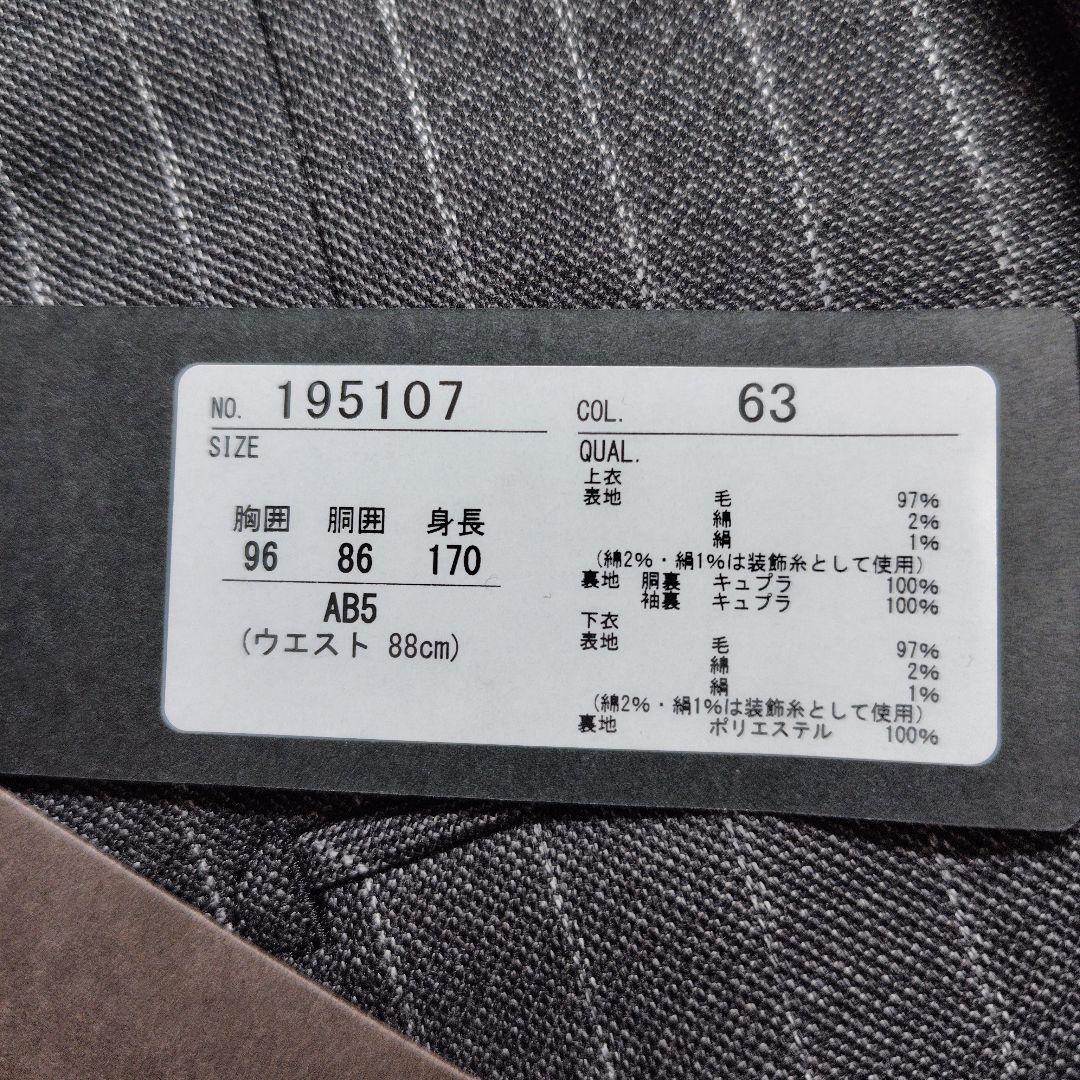 NO. 195107
SIZE
胸囲 胴囲 身長
96 86 170
AB5
(ウエスト 88cm)
COL. 63
QUAL.
上衣
表地 毛 97%
綿 2%
絹 1%
(綿2%・絹1%は装飾糸として使用)
裏地 胴裏 キュプラ 100%
袖裏 キュプラ 100%
下衣
表地 毛 97%
綿 2%
絹 1%
(綿2%・絹1%は装飾糸として使用)
裏地 ポリエステル 100%